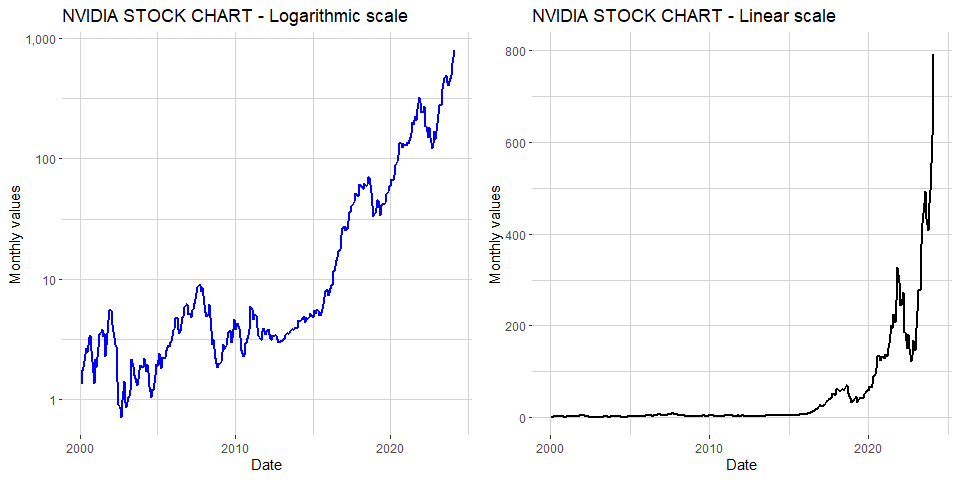 NVIDIA STOCK CHART - Logarithmic scale
1,000
100
10
1
Monthly values
2000
2010
2020
Date
NVIDIA STOCK CHART - Linear scale
800
600
400
200
0
Monthly values
2000
2010
2020
Date